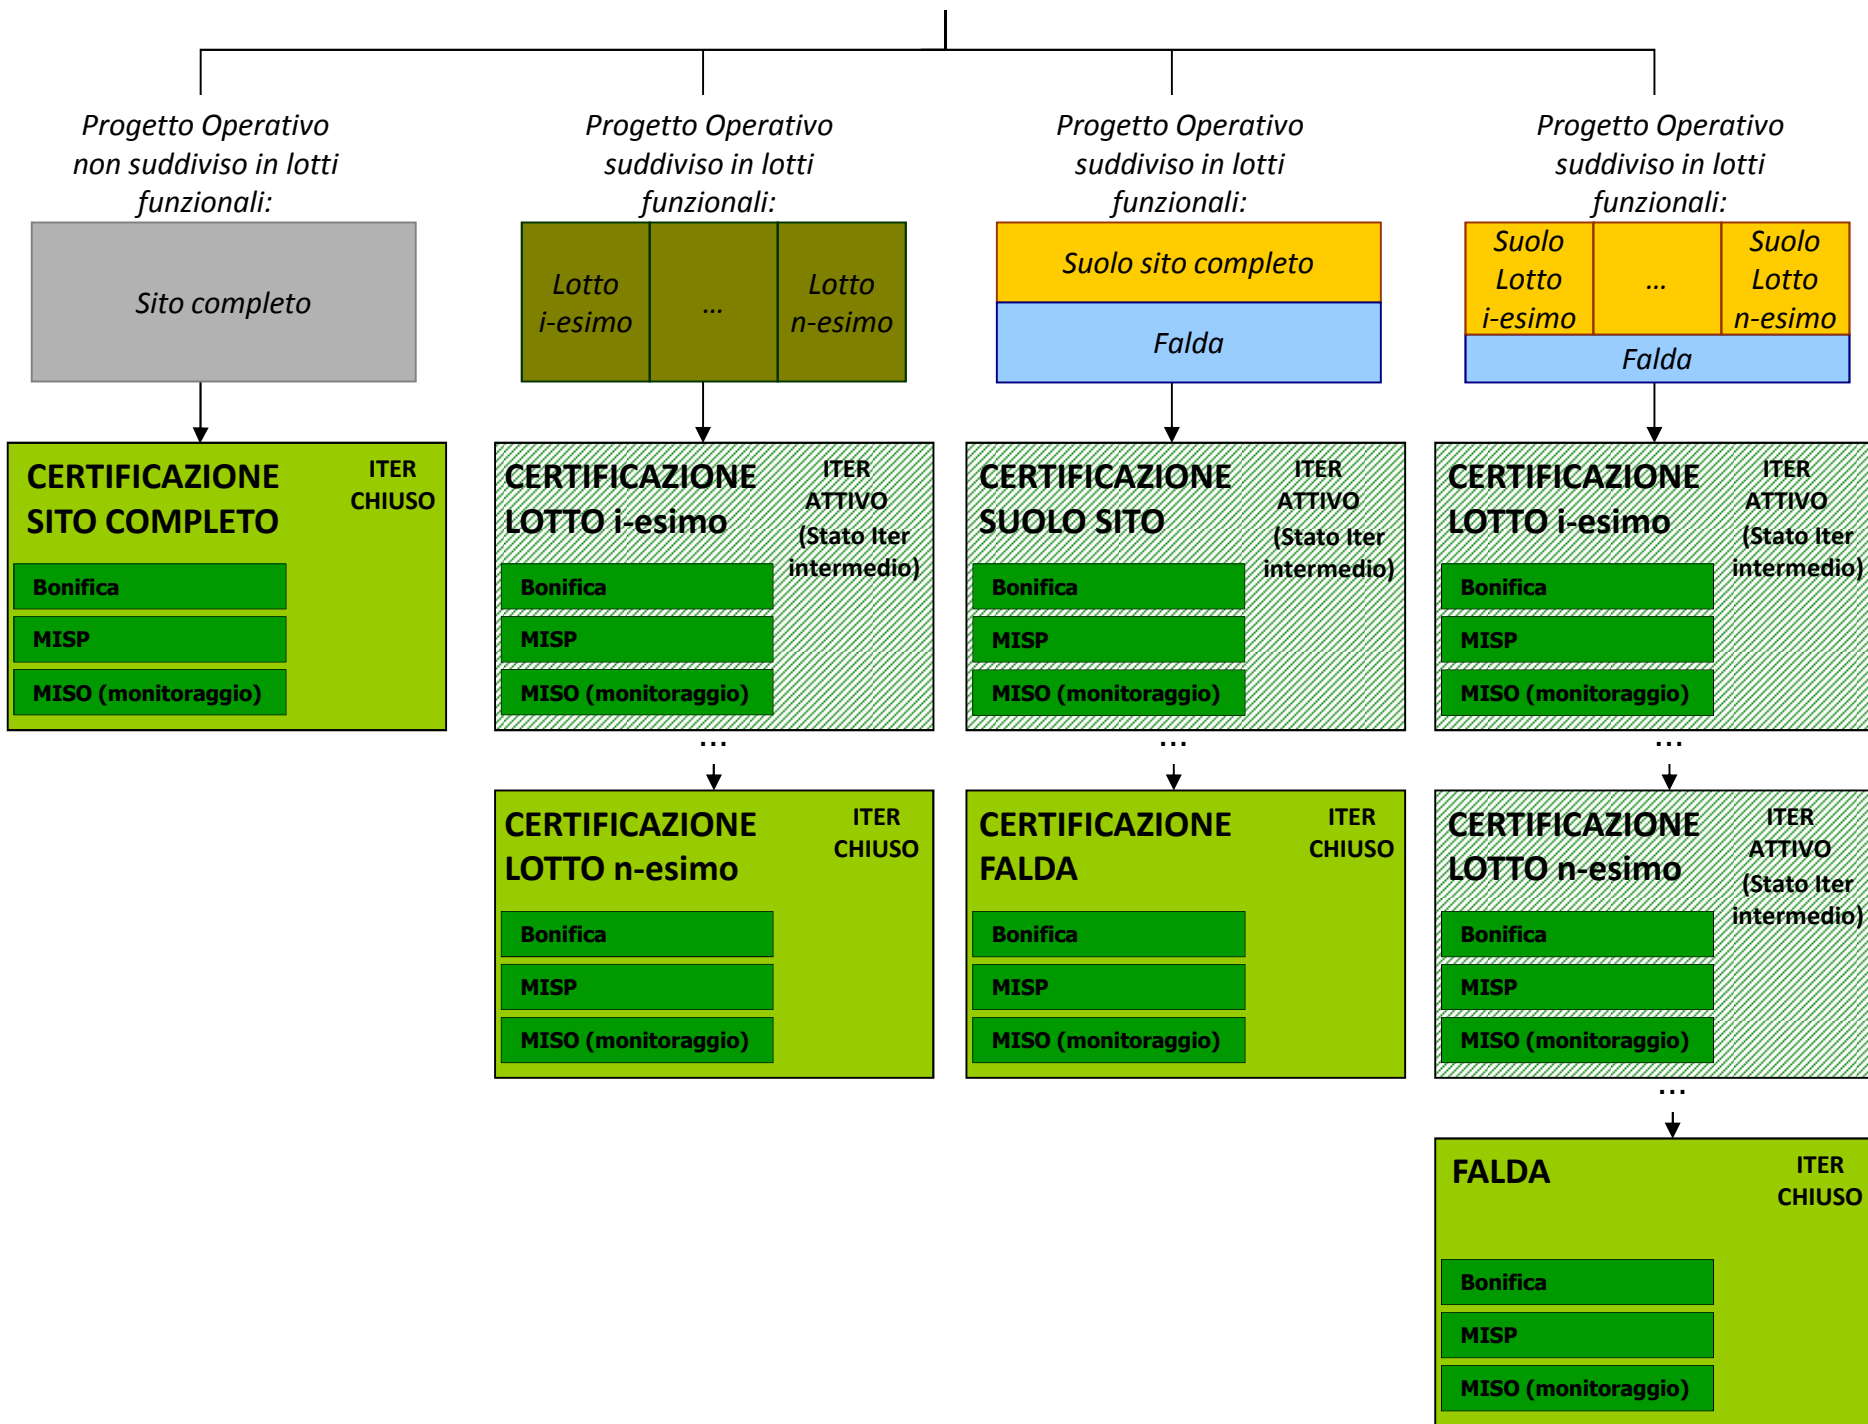 Progetto Operativo
non suddiviso in lotti
funzionali:
Sito completo
CERTIFICAZIONE
SITO COMPLETO
ITER
CHIUSO
Bonifica
MISP
MISO (monitoraggio)
Progetto Operativo
suddiviso in lotti
funzionali:
Lotto
i-esimo
...
Lotto
n-esimo
CERTIFICAZIONE
LOTTO i-esimo
ITER
ATTIVO
(Stato Iter
intermedio)
Bonifica
MISP
MISO (monitoraggio)
...
CERTIFICAZIONE
LOTTO n-esimo
ITER
CHIUSO
Bonifica
MISP
MISO (monitoraggio)
Progetto Operativo
suddiviso in lotti
funzionali:
Suolo sito completo
Falda
CERTIFICAZIONE
SUOLO SITO
ITER
ATTIVO
(Stato Iter
intermedio)
Bonifica
MISP
MISO (monitoraggio)
...
CERTIFICAZIONE
FALDA
ITER
CHIUSO
Bonifica
MISP
MISO (monitoraggio)
Progetto Operativo
suddiviso in lotti
funzionali:
Suolo
Lotto
i-esimo
...
Suolo
Lotto
n-esimo
Falda
CERTIFICAZIONE
LOTTO i-esimo
ITER
ATTIVO
(Stato Iter
intermedio)
Bonifica
MISP
MISO (monitoraggio)
...
CERTIFICAZIONE
LOTTO n-esimo
ITER
ATTIVO
(Stato Iter
intermedio)
Bonifica
MISP
MISO (monitoraggio)
...
FALDA
ITER
CHIUSO
Bonifica
MISP
MISO (monitoraggio)